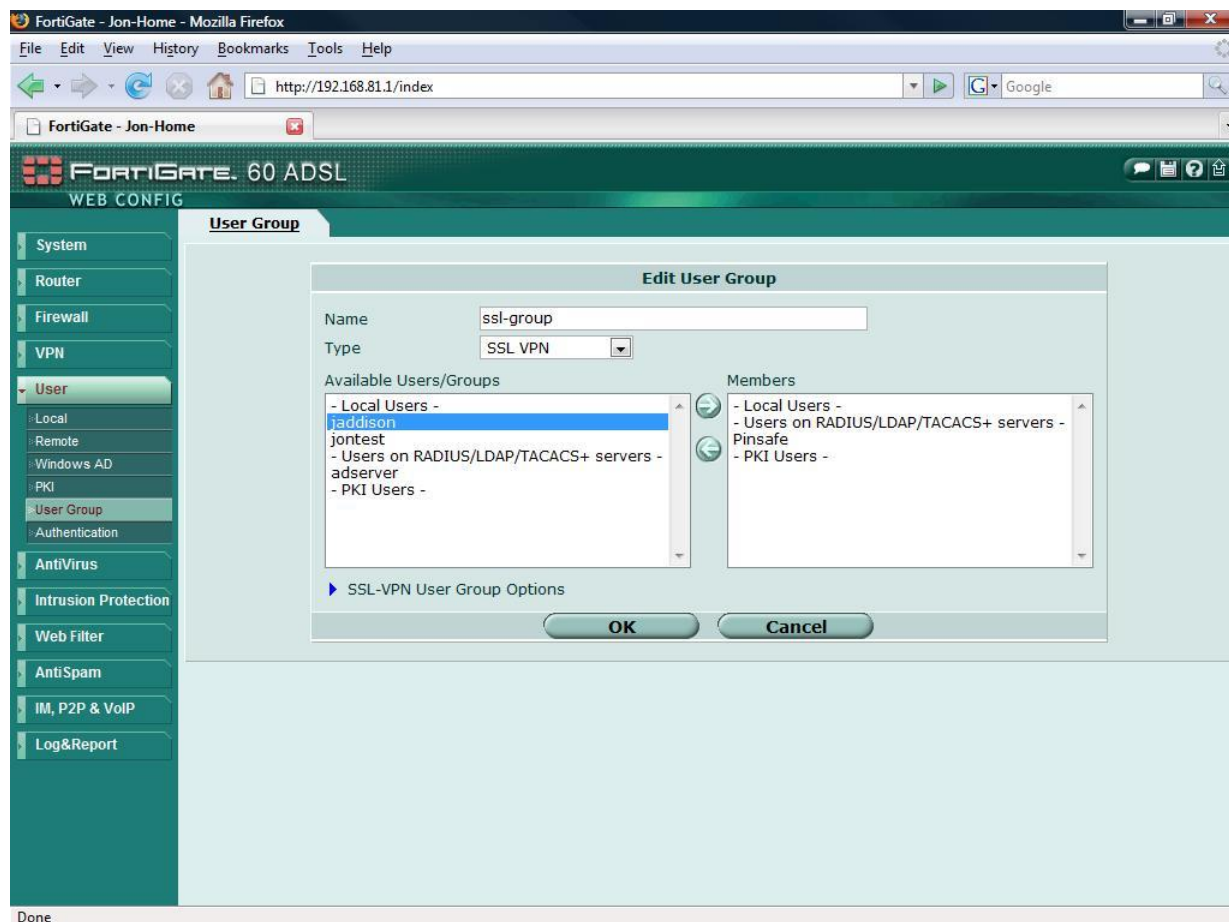 FortiGate - Jon-Home - Mozilla Firefox
File Edit View History Bookmarks Tools Help
http://192.168.81.1/index
G Google
FortiGate - Jon-Home
FORTIGATE. 60 ADSL
WEB CONFIG
User Group
System
Router
Firewall
VPN
User
Local
Remote
Windows AD
PKI
User Group
Authentication
AntiVirus
Intrusion Protection
Web Filter
AntiSpam
IM, P2P & VoIP
Log&Report
Edit User Group
Name ssl-group
Type SSL VPN
Available Users/Groups
- Local Users -
jaddison
jontest
- Users on RADIUS/LDAP/TACACS+ servers -
adserver
- PKI Users -
Members
- Local Users -
- Users on RADIUS/LDAP/TACACS+ servers -
Pinsafe
- PKI Users -
SSL-VPN User Group Options
OK Cancel
Done